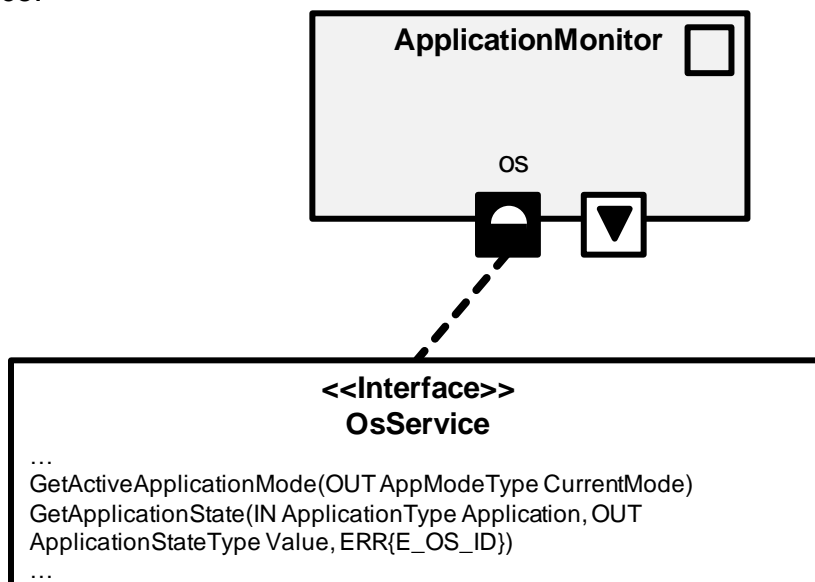 ApplicationMonitor
os
<<Interface>>
OsService
…
GetActiveApplicationMode(OUT AppModeType CurrentMode)
GetApplicationState(IN ApplicationType Application, OUT
ApplicationStateType Value, ERR{E_OS_ID})
…